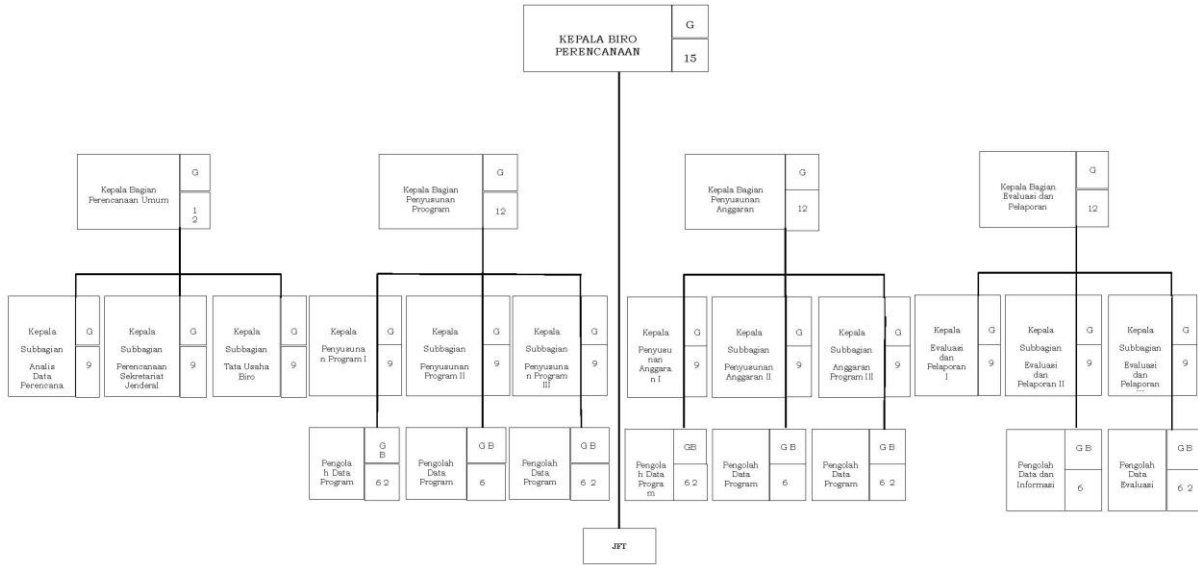 KEPALA BIRO
PERENCANAAN
G
15
Kepala Bagian
Perencanaan Umum
G
1
2
Kepala Bagian
Penyusunan
Proogram
G
12
Kepala Bagian
Penyusunan
Anggaran
G
12
Kepala Bagian
Evaluasi dan
Pelaporan
G
12
Kepala
Subbagian
Analis
Data
Perencana
G
9
Kepala
Subbagian
Perencanaan
Sekretariat
Jenderal
G
9
Kepala
Subbagian
Tata Usaha
Biro
G
9
Kepala
Penyusuna
n Program I
G
9
Kepala
Subbagian
Penyusunan
Program II
G
9
Kepala
Subbagian
Penyusuna
n Program
III
G
9
Kepala
Penyusu
nan
Anggara
n I
G
9
Kepala
Subbagian
Penyusunan
Anggaran II
G
9
Kepala
Subbagian
Anggaran
Program III
G
9
Kepala
Evaluasi
dan
Pelaporan
I
G
9
Kepala
Subbagian
Evaluasi
dan
Pelaporan II
G
9
Kepala
Subbagian
Evaluasi
dan
Pelaporan
G
9
Pengola
h Data
Program
G
B
6 2
Pengolah
Data
Program
G B
6
Pengolah
Data
Program
G B
6 2
Pengola
h Data
Progra
m
GB
6 2
Pengolah
Data
Program
G B
6
Pengolah
Data
Program
G B
6 2
Pengolah
Data dan
Informasi
G B
6
Pengolah
Data
Evaluasi
G B
6 2
JFT